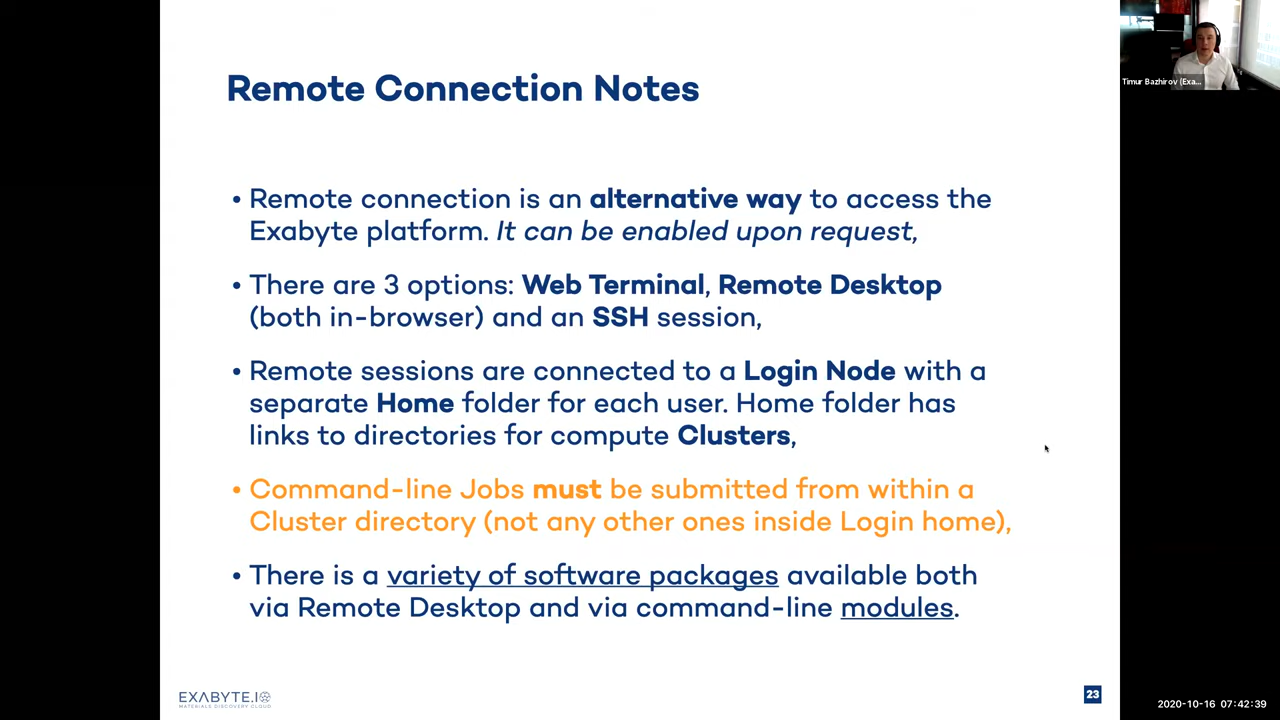 Remote Connection Notes
Timur Bazhirov (Exa...
• Remote connection is an alternative way to access the
Exabyte platform. It can be enabled upon request,
• There are 3 options: Web Terminal, Remote Desktop
(both in-browser) and an SSH session,
• Remote sessions are connected to a Login Node with a
separate Home folder for each user. Home folder has
links to directories for compute Clusters,
• Command-line Jobs must be submitted from within a
Cluster directory (not any other ones inside Login home),
• There is a variety of software packages available both
via Remote Desktop and via command-line modules.
EXABYTE.IO
MATERIALS DISCOVERY CLOUD
23
2020-10-16 07:42:39